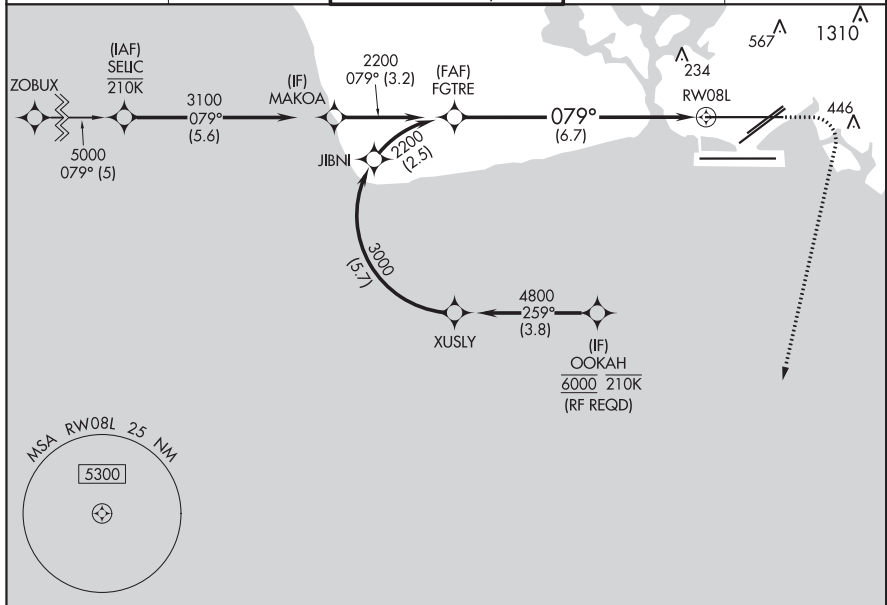 567
1310
234
(IAF)
SELIC
210K
ZOBUX
5000
079° (5)
3100
079°
(5.6)
(IF)
MAKOA
2200
079° (3.2)
(FAF)
FGTRE
079°
(6.7)
RW08L
446
JIBNI
2200
(2.5)
3000
(5.7)
XUSLY
4800
259°
(3.8)
(IF)
OOKAH
6000 210K
(RF REQD)
MSA RW08L 25 NM
5300